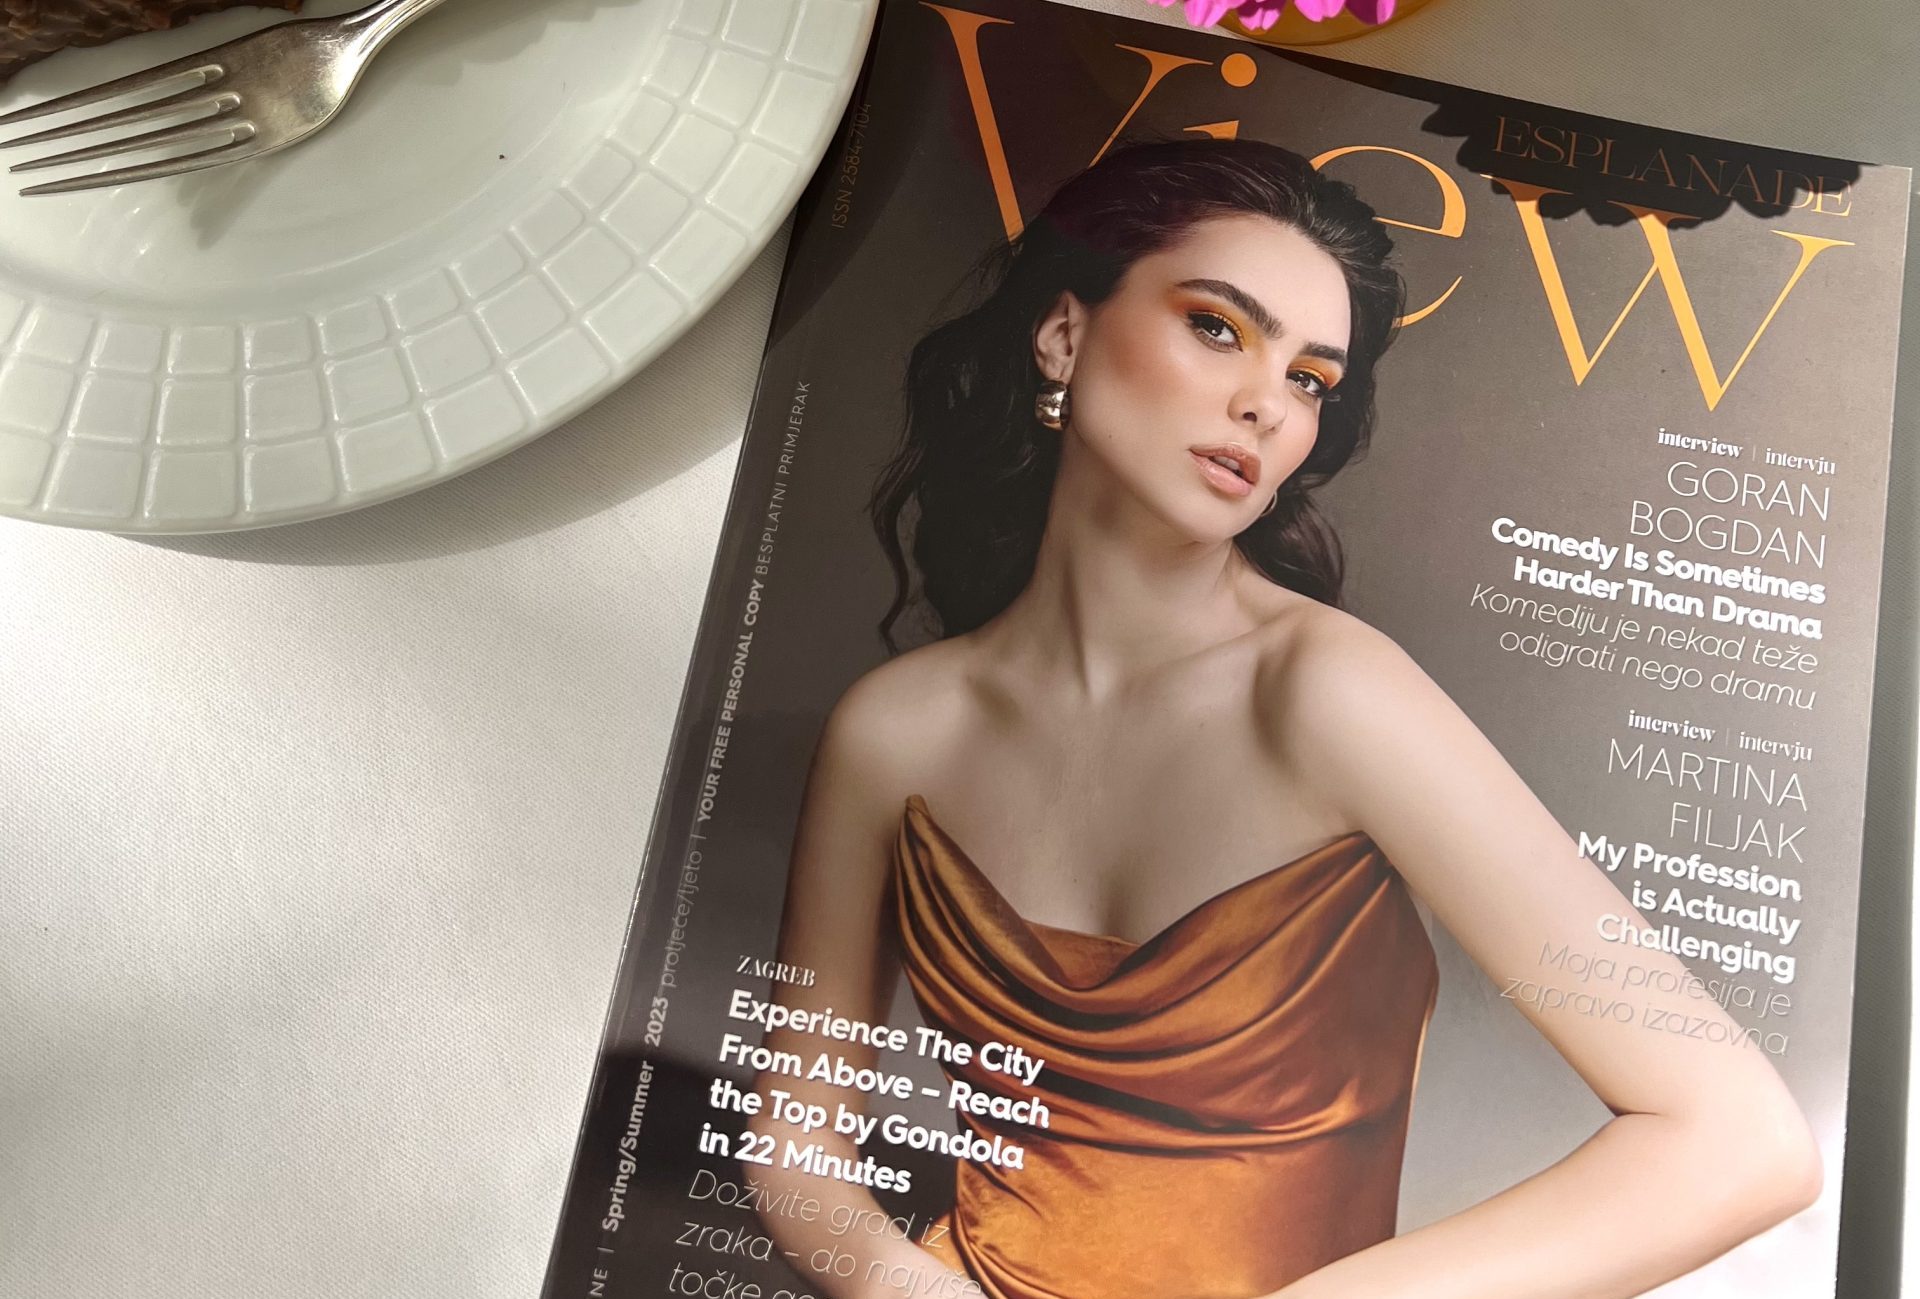 View
ESPLANADE
ISSN 2584-7104
interview | intervju
GORAN
BOGDAN
Comedy Is Sometimes
Harder Than Drama
Komediju je nekad teže
odigrati nego dramu
interview | intervju
MARTINA
FILJAK
My Profession
is Actually
Challenging
Moja profesija je
zapravo izazovna
ZAGREB
Experience The City
From Above – Reach
the Top by Gondola
in 22 Minutes
Doživite grad iz
zraka – do najviše
točke
NE | Spring/Summer 2023 proljeće/ljeto | YOUR FREE PERSONAL COPY BESPLATNI PRIMJERAK